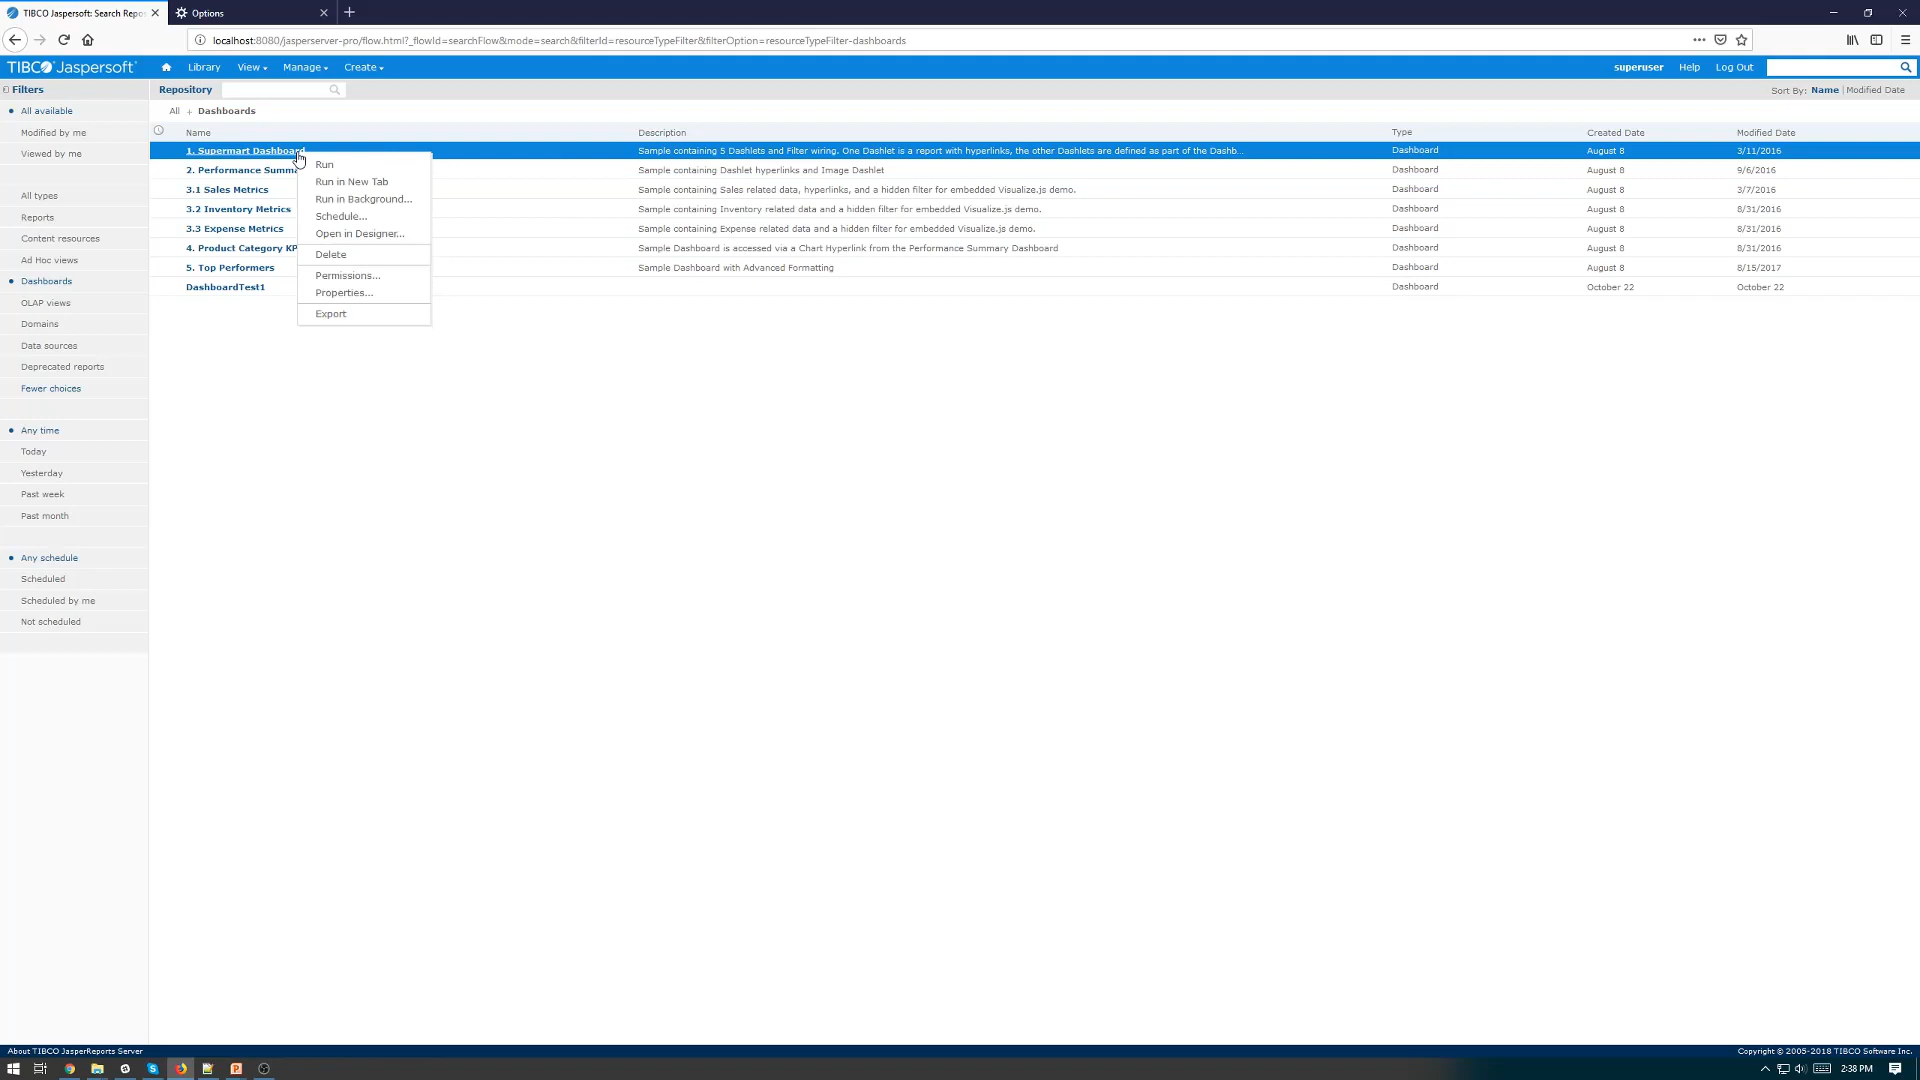 TIBCO Jaspersoft: Search Repo
Options
localhost:8080/jasperserver-pro/flow.html?_flowId=searchFlow&mode=search&filterId=resourceTypeFilter&filterOption=resourceTypeFilter-dashboards
TIBCO Jaspersoft
Library
View
Manage
Create
superuser
Help
Log Out
Filters
Repository
Sort By: Name | Modified Date
All available
Modified by me
Viewed by me
All types
Reports
Content resources
Ad Hoc views
Dashboards
OLAP views
Domains
Data sources
Deprecated reports
Fewer choices
Any time
Today
Yesterday
Past week
Past month
Any schedule
Scheduled
Scheduled by me
Not scheduled
All + Dashboards
Name Description Type Created Date Modified Date
1. Supermart Dashboard Sample containing 5 Dashlets and Filter wiring. One Dashlet is a report with hyperlinks, the other Dashlets are defined as part of the Dashb... Dashboard August 8 3/11/2016
2. Performance Summa Sample containing Dashlet hyperlinks and Image Dashlet Dashboard August 8 9/6/2016
3.1 Sales Metrics Sample containing Sales related data, hyperlinks, and a hidden filter for embedded Visualize.js demo. Dashboard August 8 3/7/2016
3.2 Inventory Metrics Sample containing Inventory related data and a hidden filter for embedded Visualize.js demo. Dashboard August 8 8/31/2016
3.3 Expense Metrics Sample containing Expense related data and a hidden filter for embedded Visualize.js demo. Dashboard August 8 8/31/2016
4. Product Category KP Sample Dashboard is accessed via a Chart Hyperlink from the Performance Summary Dashboard Dashboard August 8 8/31/2016
5. Top Performers Sample Dashboard with Advanced Formatting Dashboard August 8 8/15/2017
DashboardTest1 Dashboard October 22 October 22
Run
Run in New Tab
Run in Background...
Schedule...
Open in Designer...
Delete
Permissions...
Properties...
Export
About TIBCO JasperReports Server
Copyright © 2005-2018 TIBCO Software Inc.
2:38 PM